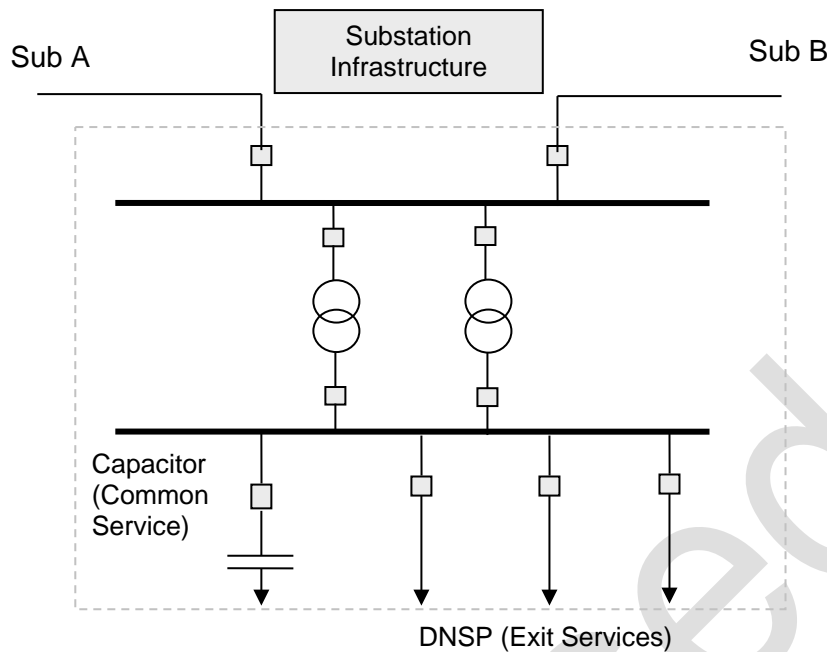 Substation
Infrastructure
Sub A
Sub B
Capacitor
(Common
Service)
DNSP (Exit Services)